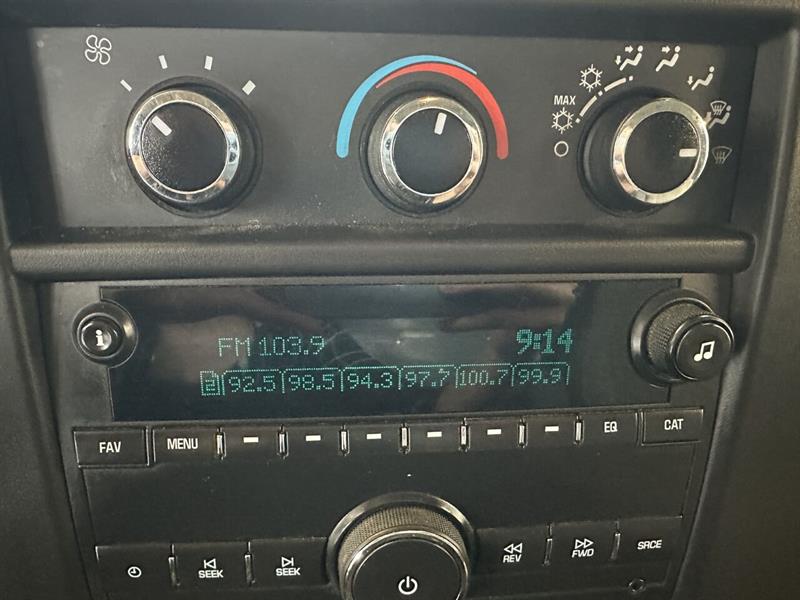 MAX
i
FM 103.9 9:14
92.5 98.5 94.3 97.7 100.7 99.9
FAV MENU EQ CAT
SEEK SEEK REV FWD SRCE